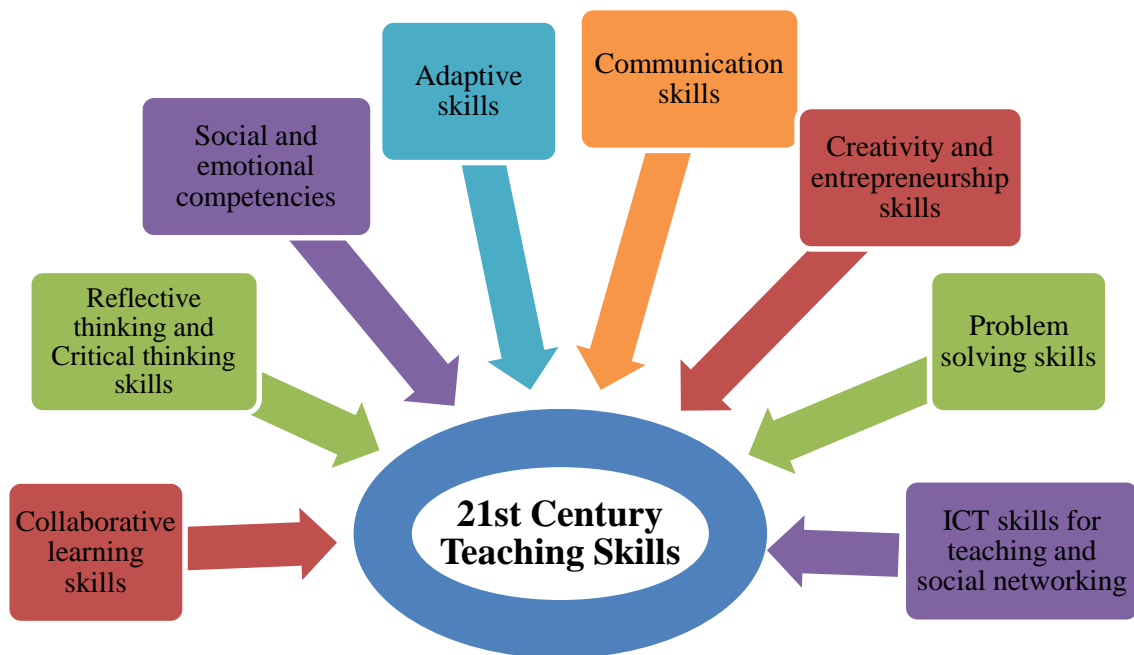 Collaborative
learning
skills
Reflective
thinking and
Critical thinking
skills
Social and
emotional
competencies
Adaptive
skills
Communication
skills
Creativity and
entrepreneurship
skills
Problem
solving skills
ICT skills for
teaching and
social networking
21st Century
Teaching Skills